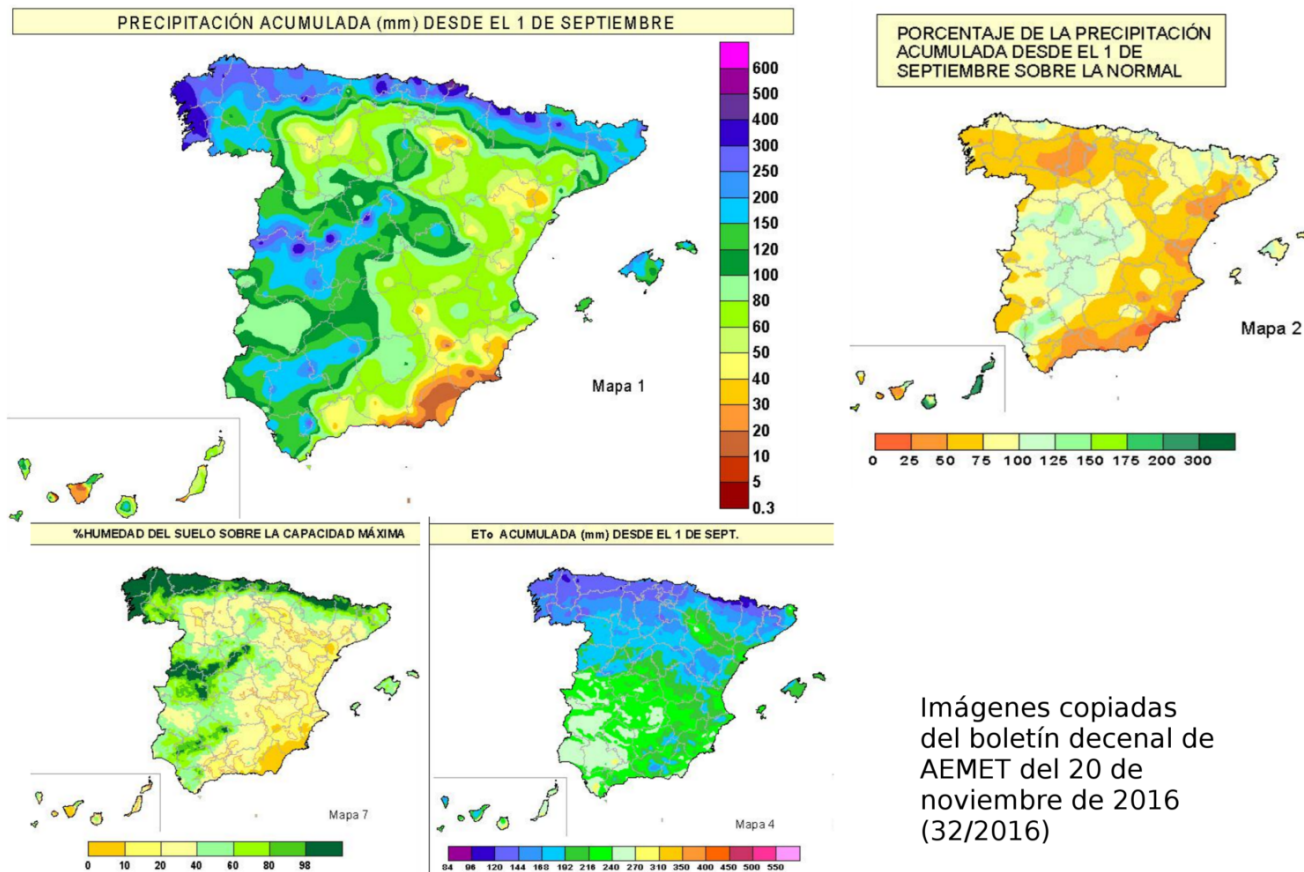 PRECIPITACIÓN ACUMULADA (mm) DESDE EL 1 DE SEPTIEMBRE
600
500
400
300
250
200
150
120
100
80
60
50
40
30
20
10
5
0.3
Mapa 1
PORCENTAJE DE LA PRECIPITACIÓN
ACUMULADA DESDE EL 1 DE
SEPTIEMBRE SOBRE LA NORMAL
Mapa 2
0 25 50 75 100 125 150 175 200 300
%HUMEDAD DEL SUELO SOBRE LA CAPACIDAD MÁXIMA
Mapa 7
0 10 20 40 60 80 98
ETo ACUMULADA (mm) DESDE EL 1 DE SEPT.
Mapa 4
84 96 120 144 168 192 216 240 270 310 350 400 450 500 550
Imágenes copiadas
del boletín decenal de
AEMET del 20 de
noviembre de 2016
(32/2016)